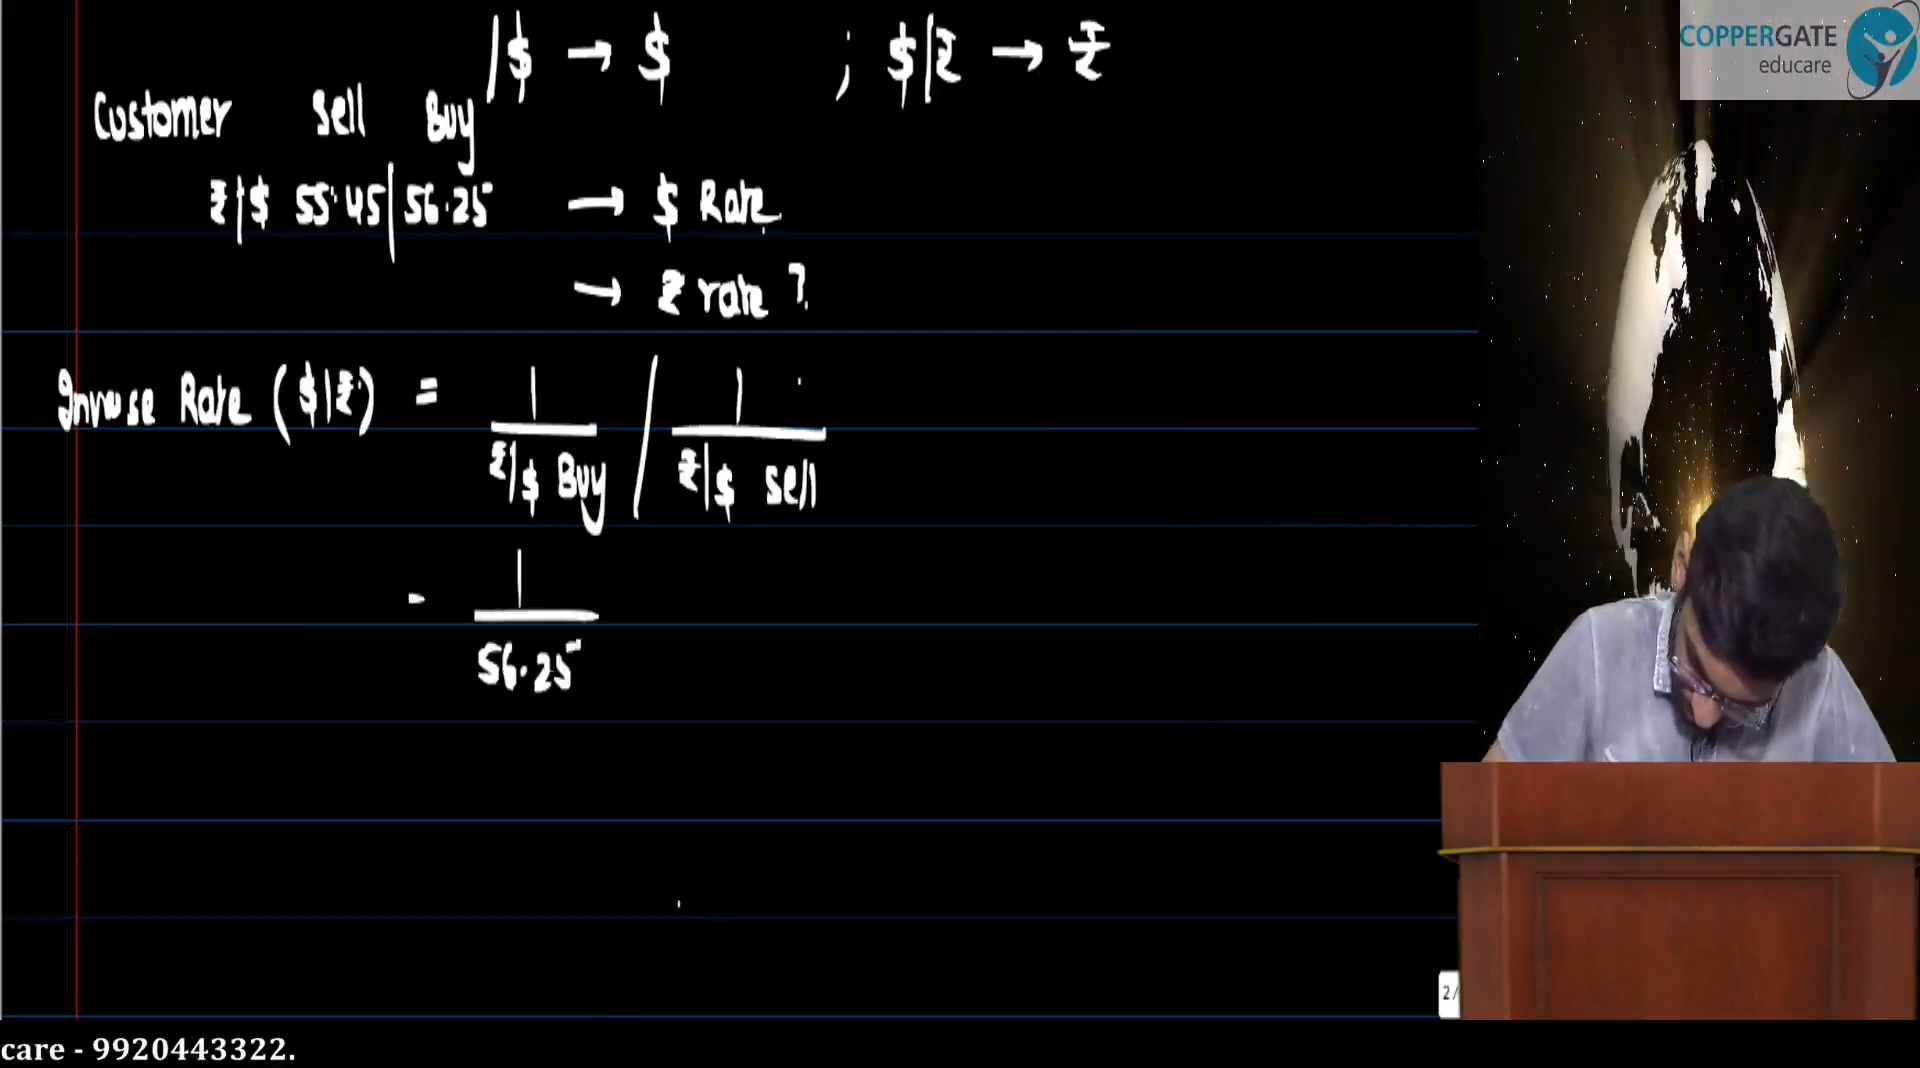 |$ → $ ; $|₹ → ₹
COPPERGATE
educare
Customer Sell Buy
₹|$ 55.45|56.25 → $ Rate
→ ₹ rate ?
Inverse Rate ($|₹) = 1 / 1
₹|$ Buy ₹|$ Sell
- 1
56.25
2/
care - 9920443322.